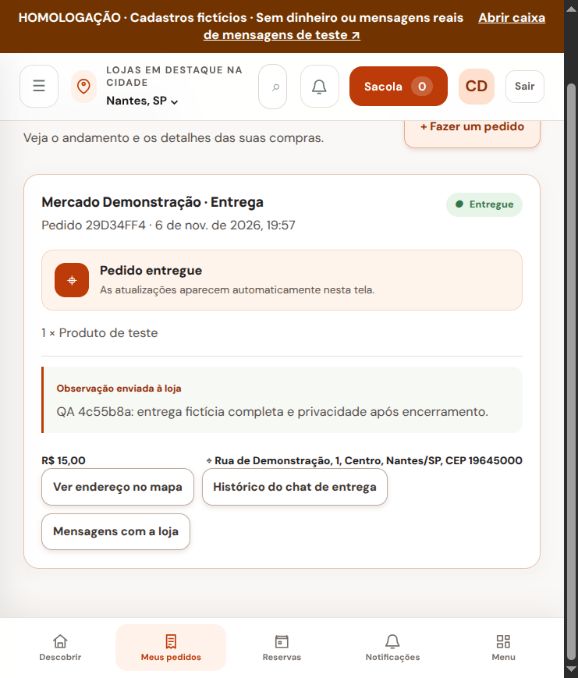 HOMOLOGAÇÃO · Cadastros fictícios · Sem dinheiro ou mensagens reais
Abrir caixa
de mensagens de teste ↗
LOJAS EM DESTAQUE NA
CIDADE
Nantes, SP
Sacola 0
CD
Sair
Veja o andamento e os detalhes das suas compras.
+ Fazer um pedido
Mercado Demonstração · Entrega
Entregue
Pedido 29D34FF4 · 6 de nov. de 2026, 19:57
Pedido entregue
As atualizações aparecem automaticamente nesta tela.
1 × Produto de teste
Observação enviada à loja
QA 4c55b8a: entrega fictícia completa e privacidade após encerramento.
R$ 15,00
⌖ Rua de Demonstração, 1, Centro, Nantes/SP, CEP 19645000
Ver endereço no mapa
Histórico do chat de entrega
Mensagens com a loja
Descobrir
Meus pedidos
Reservas
Notificações
Menu